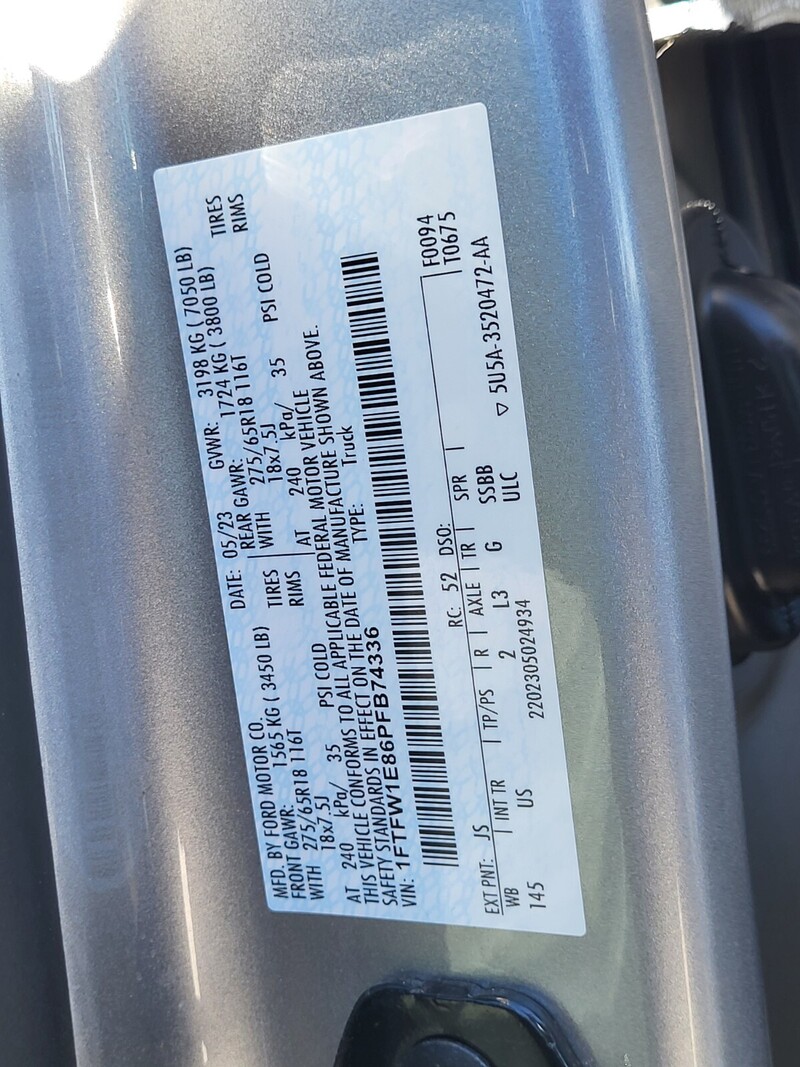 MFD. BY FORD MOTOR CO. DATE: 05/23 GVWR: 3198 KG ( 7050 LB)
FRONT GAWR: 1565 KG ( 3450 LB) REAR GAWR: 1724 KG ( 3800 LB)
WITH 275/65R18 116T TIRES WITH 275/65R18 116T TIRES
18x7.5J RIMS 18x7.5J RIMS
AT 240 kPa/ 35 PSI COLD AT 240 kPa/ 35 PSI COLD
THIS VEHICLE CONFORMS TO ALL APPLICABLE FEDERAL MOTOR VEHICLE
SAFETY STANDARDS IN EFFECT ON THE DATE OF MANUFACTURE SHOWN ABOVE.
VIN: 1FTFW1E86PFB74336 TYPE: Truck
F0094
EXT PNT: JS RC: 52 DSO: T0675
WB INT TR TP/PS R AXLE TR SPR
145 US 2 L3 G SSBB
2202305024934 ULC ▽ 5U5A-3520472-AA